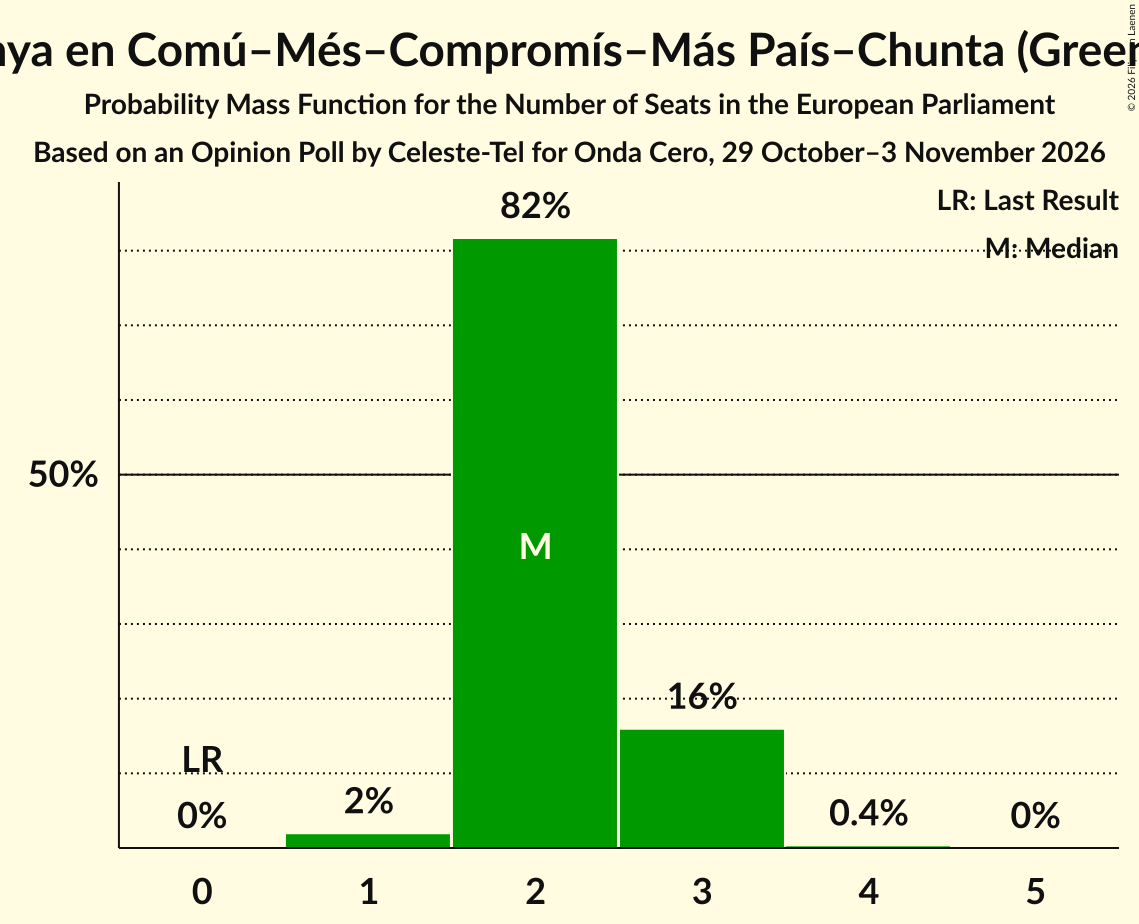 en Comú–Més–Compromís–Más País–Chunta
Probability Mass Function for the Number of Seats in the European Parliament
Based on an Opinion Poll by Celeste-Tel for Onda Cero, 29 October–3 November 2026
© 2026 Laenen
LR: Last Result
M: Median
82%
50%
M
16%
LR
2%
0%
0.4%
0%
0 1 2 3 4 5